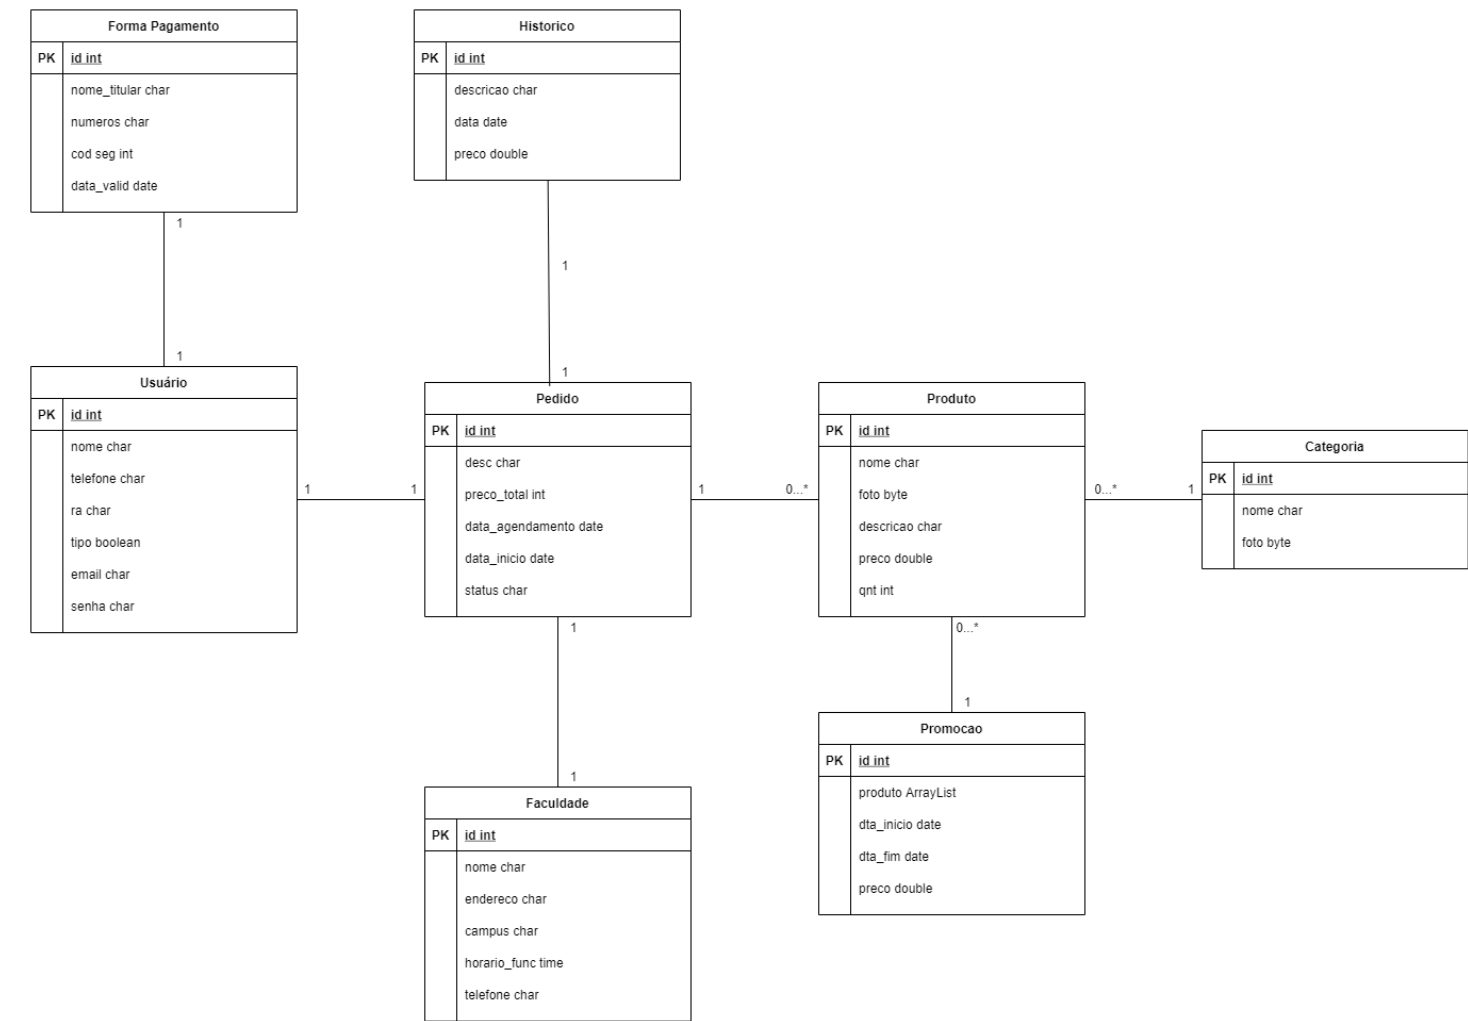 Forma Pagamento
PK id int
nome_titular char
numeros char
cod seg int
data_valid date
Historico
PK id int
descricao char
data date
preco double
1
1
1
1
Usuário
PK id int
nome char
telefone char
ra char
tipo boolean
email char
senha char
1
1
Pedido
PK id int
desc char
preco_total int
data_agendamento date
data_inicio date
status char
1
0...*
Produto
PK id int
nome char
foto byte
descricao char
preco double
qnt int
0...*
1
Categoria
PK id int
nome char
foto byte
1
1
Faculdade
PK id int
nome char
endereco char
campus char
horario_func time
telefone char
0...*
1
Promocao
PK id int
produto ArrayList
dta_inicio date
dta_fim date
preco double